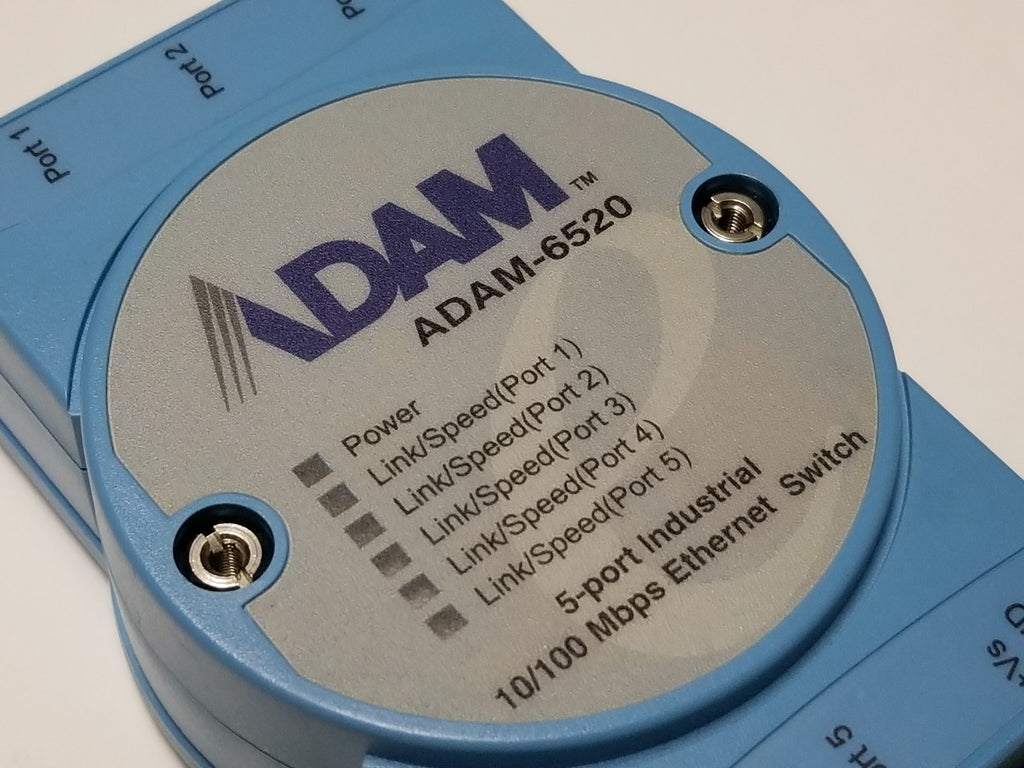 Port 1
Port 2
ADAM™
ADAM-6520
Power
Link/Speed(Port 1)
Link/Speed(Port 2)
Link/Speed(Port 3)
Link/Speed(Port 4)
Link/Speed(Port 5)
5-port Industrial
10/100 Mbps Ethernet Switch
+Vs